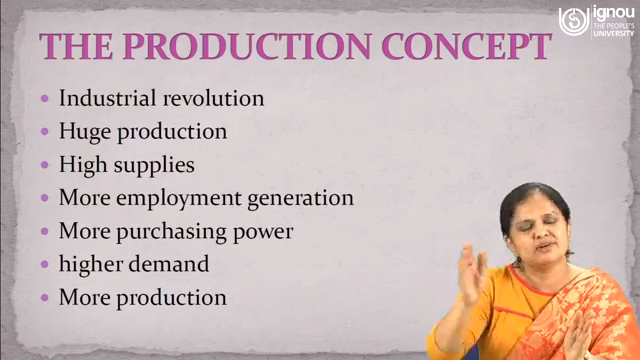 THE PRODUCTION CONCEPT
ignou
THE PEOPLE'S
UNIVERSITY
Industrial revolution
Huge production
High supplies
More employment generation
More purchasing power
higher demand
More production